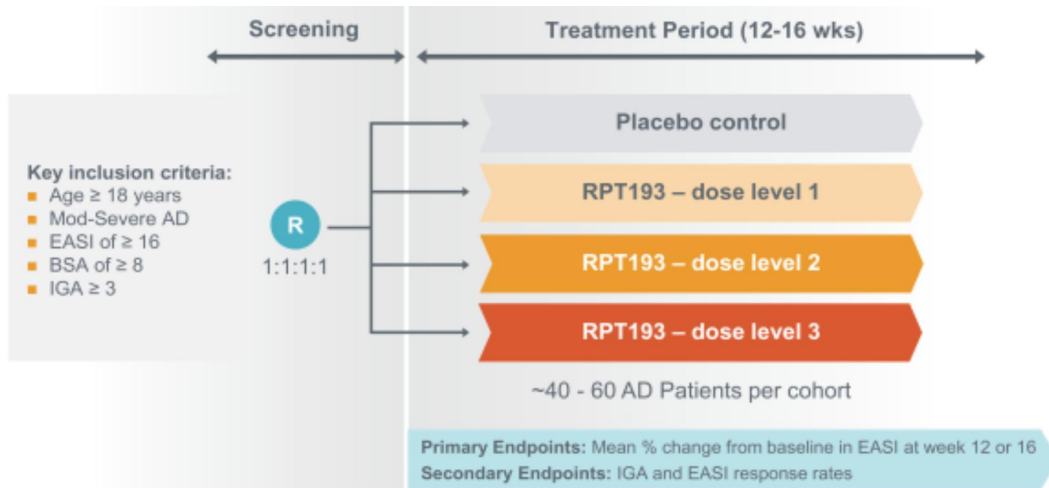 Screening
Treatment Period (12-16 wks)
Key inclusion criteria:
Age ≥ 18 years
Mod-Severe AD
EASI of ≥ 16
BSA of ≥ 8
IGA ≥ 3
R
1:1:1:1
Placebo control
RPT193 – dose level 1
RPT193 – dose level 2
RPT193 – dose level 3
~40 - 60 AD Patients per cohort
Primary Endpoints: Mean % change from baseline in EASI at week 12 or 16
Secondary Endpoints: IGA and EASI response rates